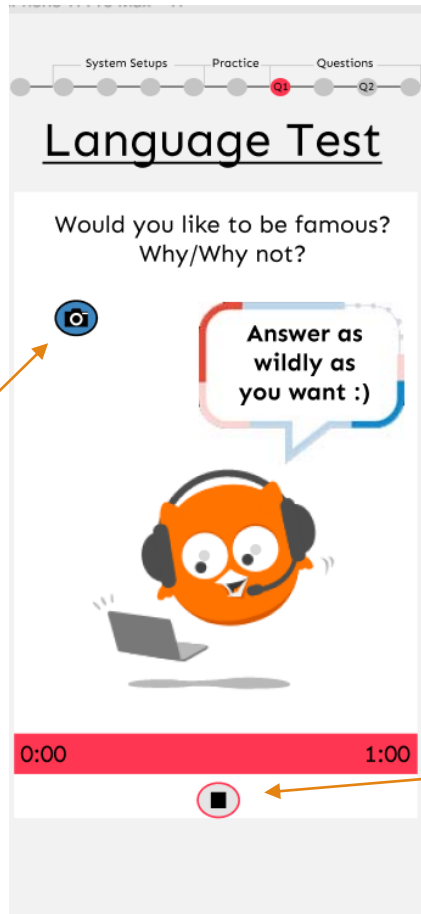 System Setups Practice Questions
Q1 Q2
Language Test
Would you like to be famous?
Why/Why not?
Answer as
wildly as
you want :)
0:00 1:00